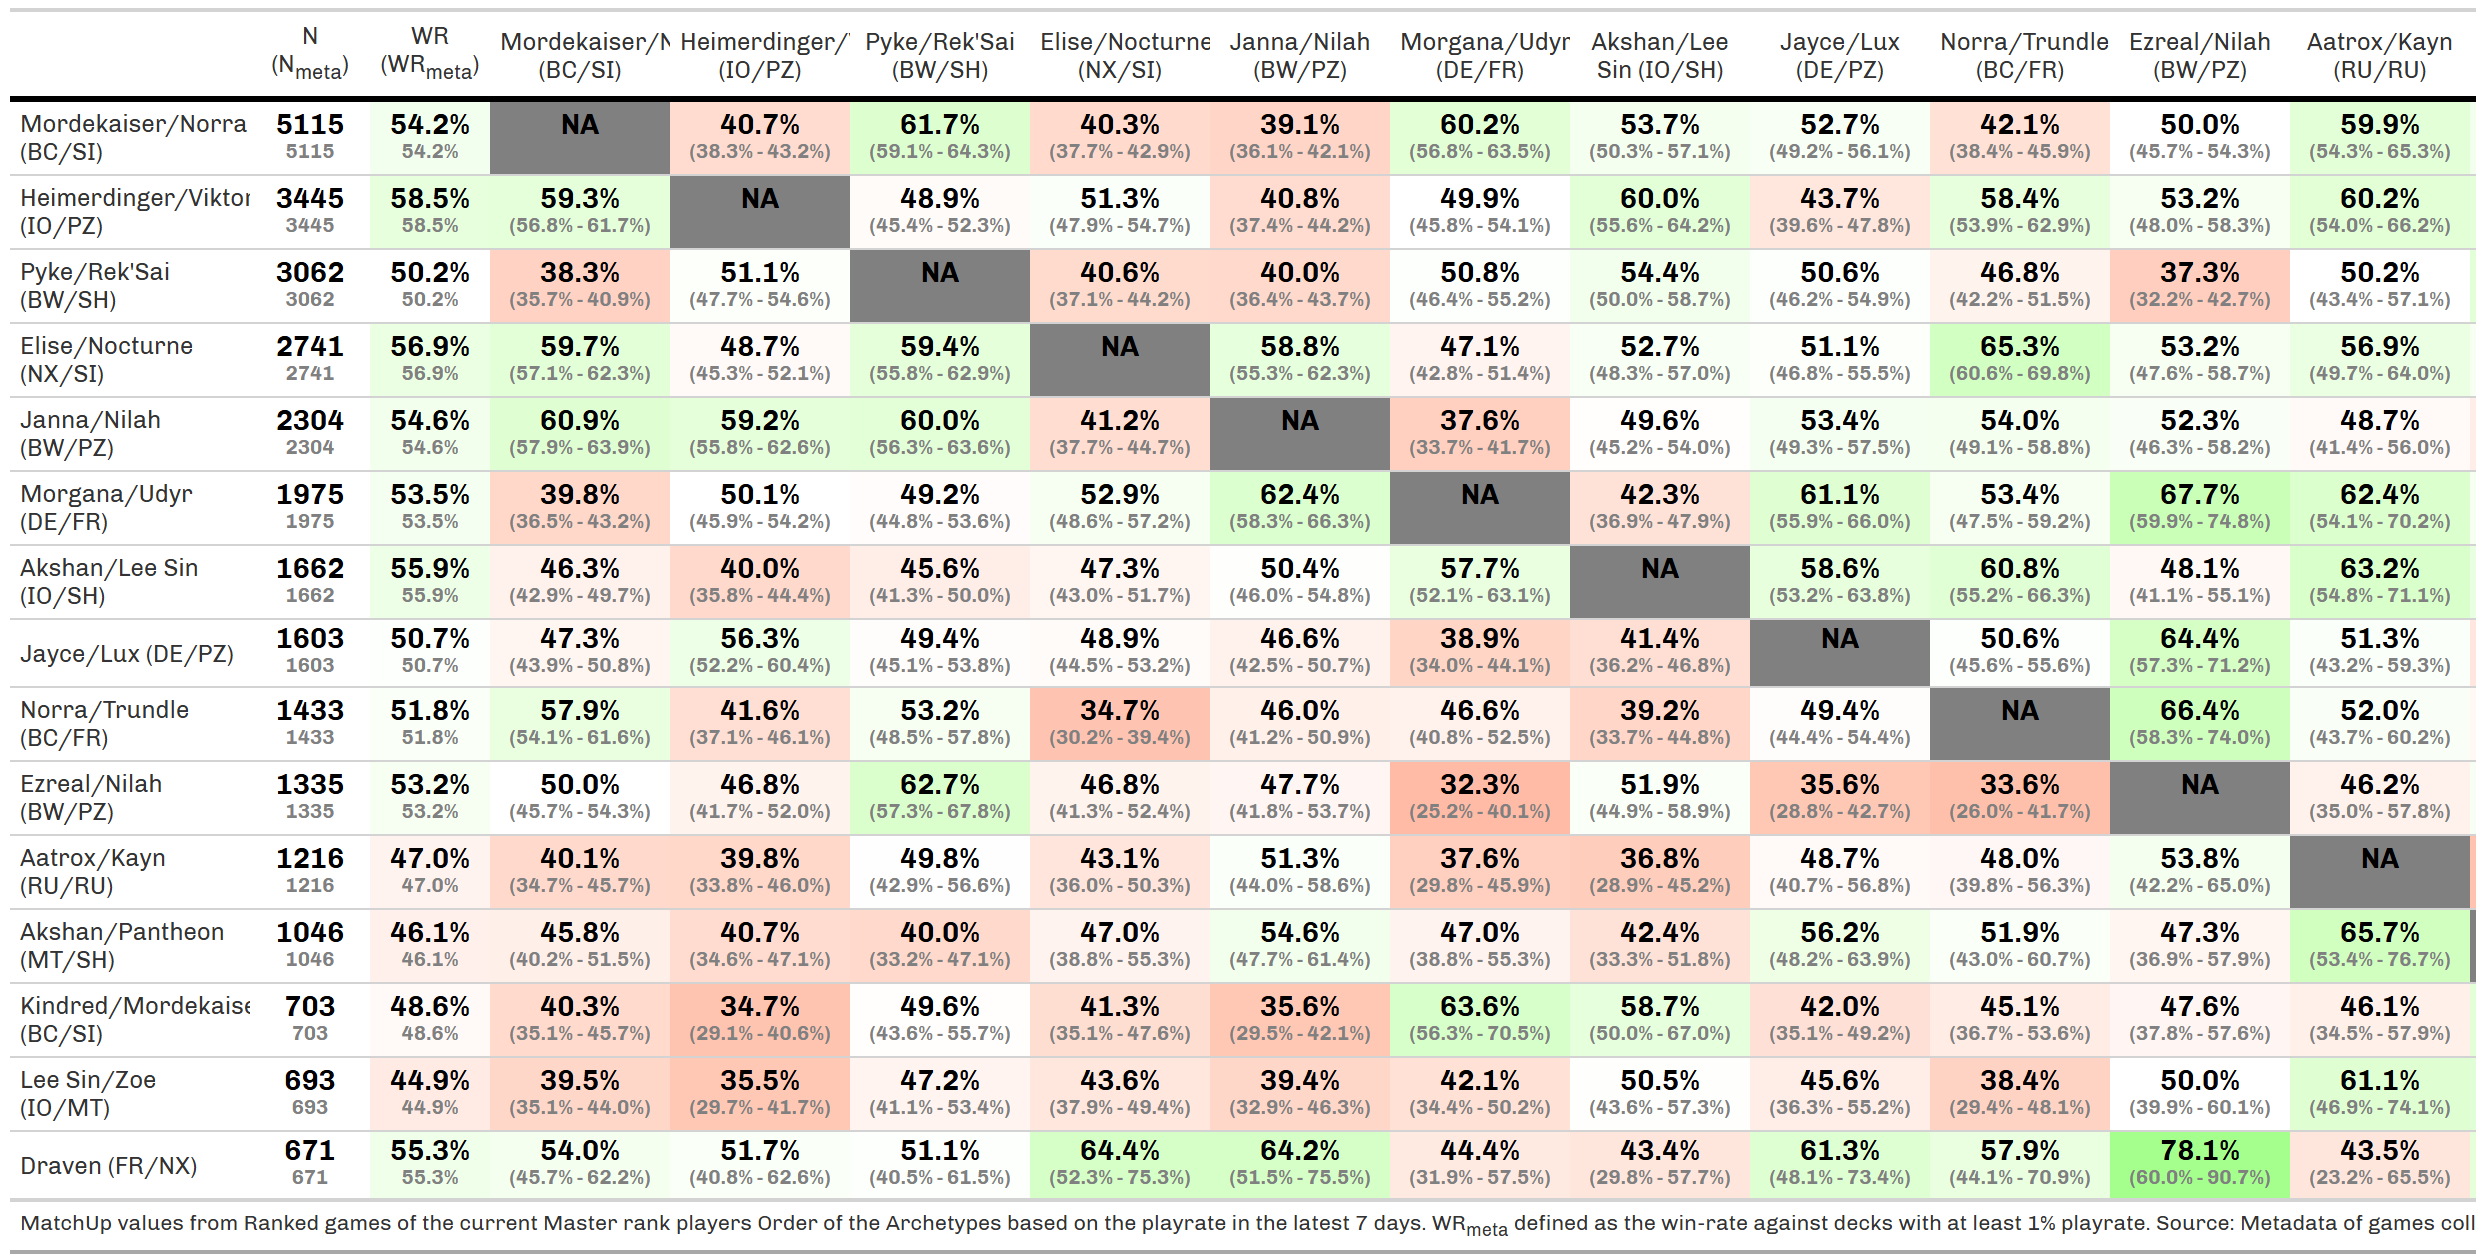 N WR Mordekaiser/N Heimerdinger/ Pyke/Rek'Sai Elise/Nocturne Janna/Nilah Morgana/Udyr Akshan/Lee Jayce/Lux Norra/Trundle Ezreal/Nilah Aatrox/Kayn
(Nmeta) (WRmeta) (BC/SI) (IO/PZ) (BW/SH) (NX/SI) (BW/PZ) (DE/FR) Sin (IO/SH) (DE/PZ) (BC/FR) (BW/PZ) (RU/RU)
Mordekaiser/Norra 5115 54.2% NA 40.7% 61.7% 40.3% 39.1% 60.2% 53.7% 52.7% 42.1% 50.0% 59.9%
(BC/SI) 5115 54.2% (38.3% - 43.2%) (59.1% - 64.3%) (37.7% - 42.9%) (36.1% - 42.1%) (56.8% - 63.5%) (50.3% - 57.1%) (49.2% - 56.1%) (38.4% - 45.9%) (45.7% - 54.3%) (54.3% - 65.3%)
Heimerdinger/Viktor 3445 58.5% 59.3% NA 48.9% 51.3% 40.8% 49.9% 60.0% 43.7% 58.4% 53.2% 60.2%
(IO/PZ) 3445 58.5% (56.8% - 61.7%) (45.4% - 52.3%) (47.9% - 54.7%) (37.4% - 44.2%) (45.8% - 54.1%) (55.6% - 64.2%) (39.6% - 47.8%) (53.9% - 62.9%) (48.0% - 58.3%) (54.0% - 66.2%)
Pyke/Rek'Sai 3062 50.2% 38.3% 51.1% NA 40.6% 40.0% 50.8% 54.4% 50.6% 46.8% 37.3% 50.2%
(BW/SH) 3062 50.2% (35.7% - 40.9%) (47.7% - 54.6%) (37.1% - 44.2%) (36.4% - 43.7%) (46.4% - 55.2%) (50.0% - 58.7%) (46.2% - 54.9%) (42.2% - 51.5%) (32.2% - 42.7%) (43.4% - 57.1%)
Elise/Nocturne 2741 56.9% 59.7% 48.7% 59.4% NA 58.8% 47.1% 52.7% 51.1% 65.3% 53.2% 56.9%
(NX/SI) 2741 56.9% (57.1% - 62.3%) (45.3% - 52.1%) (55.8% - 62.9%) (55.3% - 62.3%) (42.8% - 51.4%) (48.3% - 57.0%) (46.8% - 55.5%) (60.6% - 69.8%) (47.6% - 58.7%) (49.7% - 64.0%)
Janna/Nilah 2304 54.6% 60.9% 59.2% 60.0% 41.2% NA 37.6% 49.6% 53.4% 54.0% 52.3% 48.7%
(BW/PZ) 2304 54.6% (57.9% - 63.9%) (55.8% - 62.6%) (56.3% - 63.6%) (37.7% - 44.7%) (33.7% - 41.7%) (45.2% - 54.0%) (49.3% - 57.5%) (49.1% - 58.8%) (46.3% - 58.2%) (41.4% - 56.0%)
Morgana/Udyr 1975 53.5% 39.8% 50.1% 49.2% 52.9% 62.4% NA 42.3% 61.1% 53.4% 67.7% 62.4%
(DE/FR) 1975 53.5% (36.5% - 43.2%) (45.9% - 54.2%) (44.8% - 53.6%) (48.6% - 57.2%) (58.3% - 66.3%) (36.9% - 47.9%) (55.9% - 66.0%) (47.5% - 59.2%) (59.9% - 74.8%) (54.1% - 70.2%)
Akshan/Lee Sin 1662 55.9% 46.3% 40.0% 45.6% 47.3% 50.4% 57.7% NA 58.6% 60.8% 48.1% 63.2%
(IO/SH) 1662 55.9% (42.9% - 49.7%) (35.8% - 44.4%) (41.3% - 50.0%) (43.0% - 51.7%) (46.0% - 54.8%) (52.1% - 63.1%) (53.2% - 63.8%) (55.2% - 66.3%) (41.1% - 55.1%) (54.8% - 71.1%)
Jayce/Lux (DE/PZ) 1603 50.7% 47.3% 56.3% 49.4% 48.9% 46.6% 38.9% 41.4% NA 50.6% 64.4% 51.3%
1603 50.7% (43.9% - 50.8%) (52.2% - 60.4%) (45.1% - 53.8%) (44.5% - 53.2%) (42.5% - 50.7%) (34.0% - 44.1%) (36.2% - 46.8%) (45.6% - 55.6%) (57.3% - 71.2%) (43.2% - 59.3%)
Norra/Trundle 1433 51.8% 57.9% 41.6% 53.2% 34.7% 46.0% 46.6% 39.2% 49.4% NA 66.4% 52.0%
(BC/FR) 1433 51.8% (54.1% - 61.6%) (37.1% - 46.1%) (48.5% - 57.8%) (30.2% - 39.4%) (41.2% - 50.9%) (40.8% - 52.5%) (33.7% - 44.8%) (44.4% - 54.4%) (58.3% - 74.0%) (43.7% - 60.2%)
Ezreal/Nilah 1335 53.2% 50.0% 46.8% 62.7% 46.8% 47.7% 32.3% 51.9% 35.6% 33.6% NA 46.2%
(BW/PZ) 1335 53.2% (45.7% - 54.3%) (41.7% - 52.0%) (57.3% - 67.8%) (41.3% - 52.4%) (41.8% - 53.7%) (25.2% - 40.1%) (44.9% - 58.9%) (28.8% - 42.7%) (26.0% - 41.7%) (35.0% - 57.8%)
Aatrox/Kayn 1216 47.0% 40.1% 39.8% 49.8% 43.1% 51.3% 37.6% 36.8% 48.7% 48.0% 53.8% NA
(RU/RU) 1216 47.0% (34.7% - 45.7%) (33.8% - 46.0%) (42.9% - 56.6%) (36.0% - 50.3%) (44.0% - 58.6%) (29.8% - 45.9%) (28.9% - 45.2%) (40.7% - 56.8%) (39.8% - 56.3%) (42.2% - 65.0%)
Akshan/Pantheon 1046 46.1% 45.8% 40.7% 40.0% 47.0% 54.6% 47.0% 42.4% 56.2% 51.9% 47.3% 65.7%
(MT/SH) 1046 46.1% (40.2% - 51.5%) (34.6% - 47.1%) (33.2% - 47.1%) (38.8% - 55.3%) (47.7% - 61.4%) (38.8% - 55.3%) (33.3% - 51.8%) (48.2% - 63.9%) (43.0% - 60.7%) (36.9% - 57.9%) (53.4% - 76.7%)
Kindred/Mordekaise 703 48.6% 40.3% 34.7% 49.6% 41.3% 35.6% 63.6% 58.7% 42.0% 45.1% 47.6% 46.1%
(BC/SI) 703 48.6% (35.1% - 45.7%) (29.1% - 40.6%) (43.6% - 55.7%) (35.1% - 47.6%) (29.5% - 42.1%) (56.3% - 70.5%) (50.0% - 67.0%) (35.1% - 49.2%) (36.7% - 53.6%) (37.8% - 57.6%) (34.5% - 57.9%)
Lee Sin/Zoe 693 44.9% 39.5% 35.5% 47.2% 43.6% 39.4% 42.1% 50.5% 45.6% 38.4% 50.0% 61.1%
(IO/MT) 693 44.9% (35.1% - 44.0%) (29.7% - 41.7%) (41.1% - 53.4%) (37.9% - 49.4%) (32.9% - 46.3%) (34.4% - 50.2%) (43.6% - 57.3%) (36.3% - 55.2%) (29.4% - 48.1%) (39.9% - 60.1%) (46.9% - 74.1%)
Draven (FR/NX) 671 55.3% 54.0% 51.7% 51.1% 64.4% 64.2% 44.4% 43.4% 61.3% 57.9% 78.1% 43.5%
671 55.3% (45.7% - 62.2%) (40.8% - 62.6%) (40.5% - 61.5%) (52.3% - 75.3%) (51.5% - 75.5%) (31.9% - 57.5%) (29.8% - 57.7%) (48.1% - 73.4%) (44.1% - 70.9%) (60.0% - 90.7%) (23.2% - 65.5%)
MatchUp values from Ranked games of the current Master rank players Order of the Archetypes based on the playrate in the latest 7 days. WRmeta defined as the win-rate against decks with at least 1% playrate. Source: Metadata of games coll